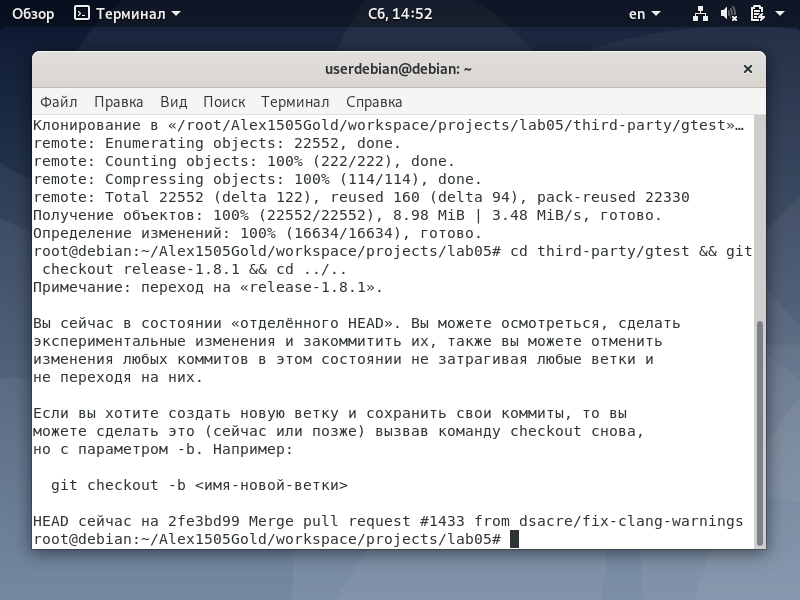 Обзор Терминал Сб, 14:52 en
userdebian@debian: ~ ×
Файл Правка Вид Поиск Терминал Справка
Клонирование в «/root/Alex1505Gold/workspace/projects/lab05/third-party/gtest»…
remote: Enumerating objects: 22552, done.
remote: Counting objects: 100% (222/222), done.
remote: Compressing objects: 100% (114/114), done.
remote: Total 22552 (delta 122), reused 160 (delta 94), pack-reused 22330
Получение объектов: 100% (22552/22552), 8.98 MiB | 3.48 MiB/s, готово.
Определение изменений: 100% (16634/16634), готово.
root@debian:~/Alex1505Gold/workspace/projects/lab05# cd third-party/gtest && git
checkout release-1.8.1 && cd ../..
Примечание: переход на «release-1.8.1».
Вы сейчас в состоянии «отделённого HEAD». Вы можете осмотреться, сделать
экспериментальные изменения и закоммитить их, также вы можете отменить
изменения любых коммитов в этом состоянии не затрагивая любые ветки и
не переходя на них.
Если вы хотите создать новую ветку и сохранить свои коммиты, то вы
можете сделать это (сейчас или позже) вызвав команду checkout снова,
но с параметром -b. Например:
git checkout -b <имя-новой-ветки>
HEAD сейчас на 2fe3bd99 Merge pull request #1433 from dsacre/fix-clang-warnings
root@debian:~/Alex1505Gold/workspace/projects/lab05#